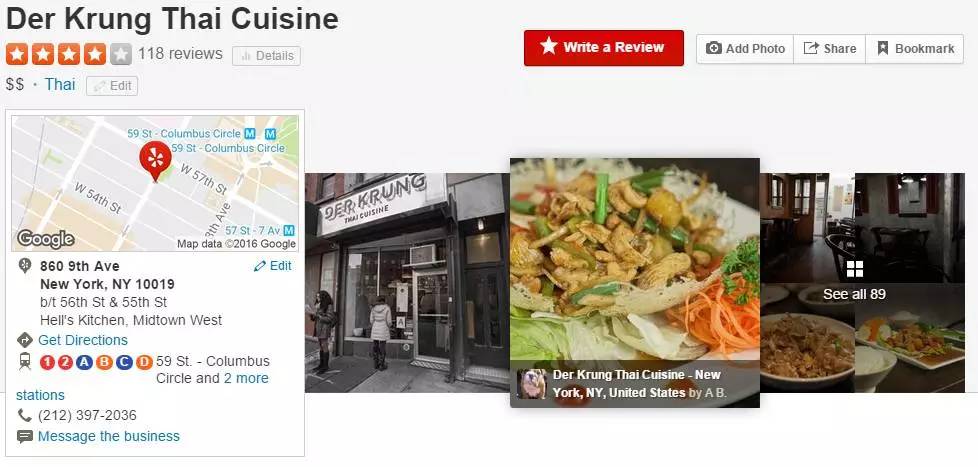 Der Krung Thai Cuisine
118 reviews
Details
Write a Review
Add Photo
Share
Bookmark
$$ · Thai
Edit
59 St - Columbus Circle M M
59 St - Columbus Circle
W 57th St
W 54th St
9th Ave
57 St - 7 Av M
Google
Map data ©2016 Google
860 9th Ave
Edit
New York, NY 10019
b/t 56th St & 55th St
Hell's Kitchen, Midtown West
Get Directions
1 2 A B C D 59 St. - Columbus
Circle and 2 more
stations
(212) 397-2036
Message the business
DER KRUNG
THAI CUISINE
A
Der Krung Thai Cuisine - New
York, NY, United States by A B.
See all 89